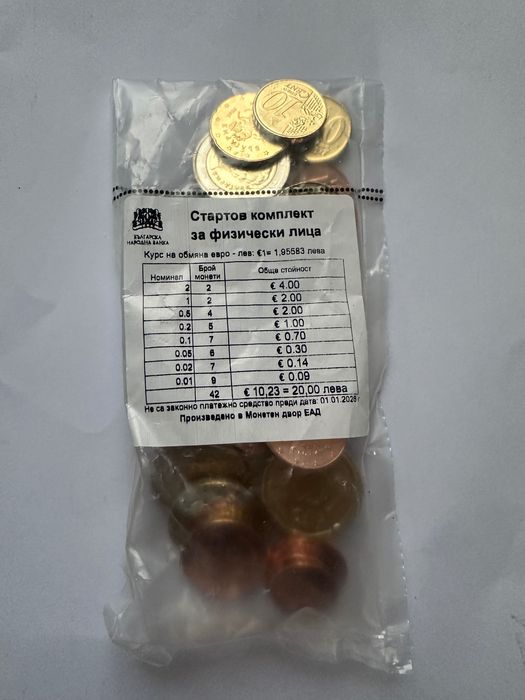 10
CENT
БЪЛГАРСКА
НАРОДНА БАНКА
Стартов комплект
за физически лица
Курс на обмяна евро - лев: €1= 1,95583 лева
Номинал Брой монети Обща стойност
2 2 € 4.00
1 2 € 2.00
0.5 4 € 2.00
0.2 5 € 1.00
0.1 7 € 0.70
0.05 6 € 0.30
0.02 7 € 0.14
0.01 9 € 0.09
42 € 10,23 = 20,00 лева
Не са законно платежно средство преди дата: 01.01.2026 г
Произведено в Монетен двор ЕАД